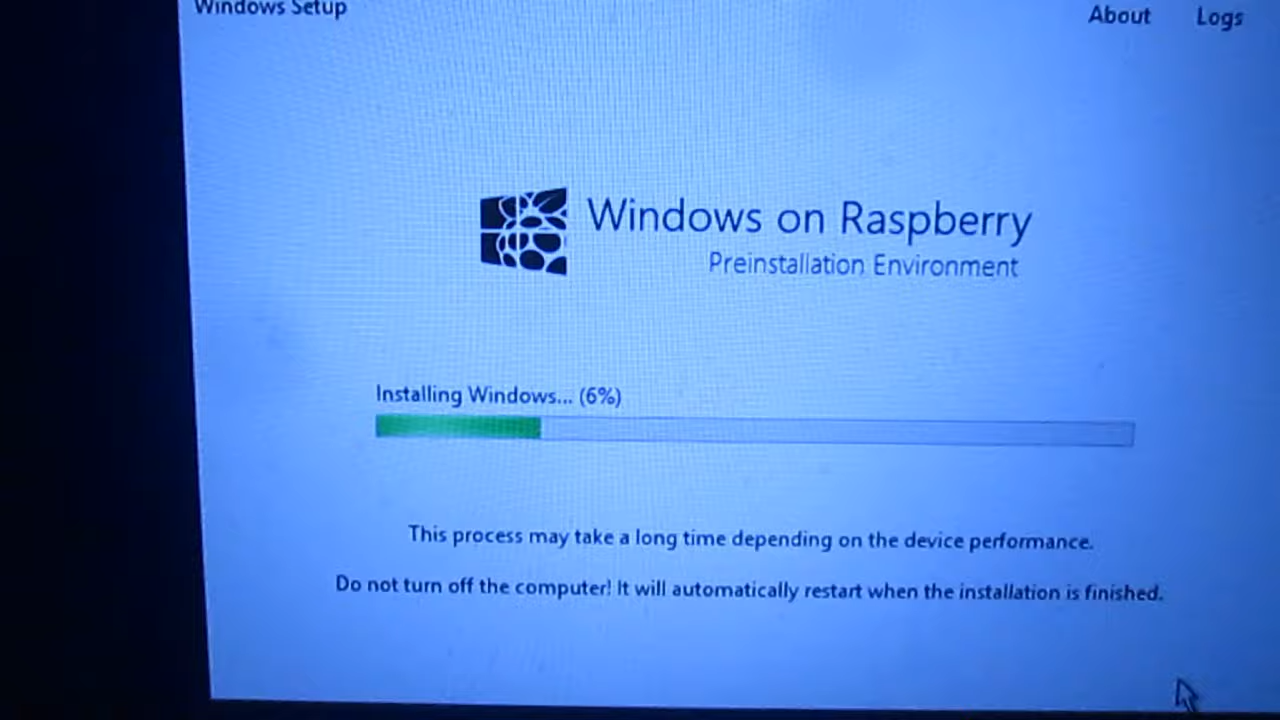 Windows Setup
About
Logs
Windows on Raspberry
Preinstallation Environment
Installing Windows... (6%)
This process may take a long time depending on the device performance.
Do not turn off the computer! It will automatically restart when the installation is finished.